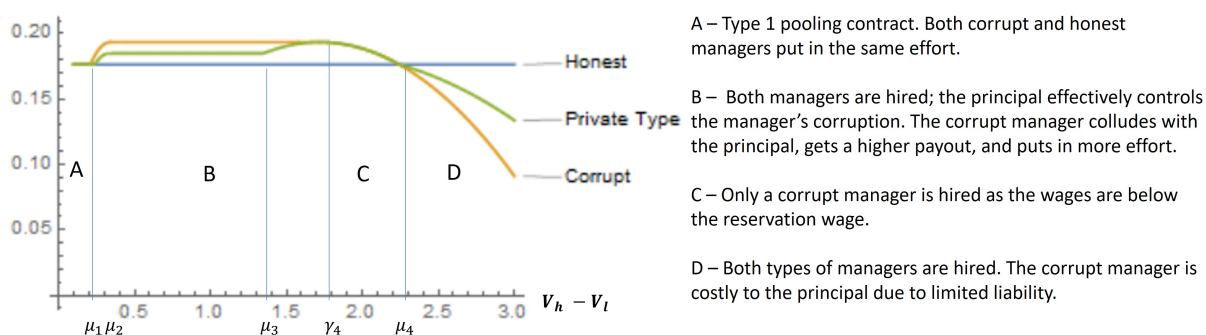 0.20
0.15
0.10
0.05
0.5
1.0
1.5
2.0
2.5
3.0
V_h − V_l
μ₁ μ₂
μ₃
γ₄
μ₄
A
B
C
D
Honest
Private Type
Corrupt
A – Type 1 pooling contract. Both corrupt and honest
managers put in the same effort.
B – Both managers are hired; the principal effectively controls
the manager's corruption. The corrupt manager colludes with
the principal, gets a higher payout, and puts in more effort.
C – Only a corrupt manager is hired as the wages are below
the reservation wage.
D – Both types of managers are hired. The corrupt manager is
costly to the principal due to limited liability.